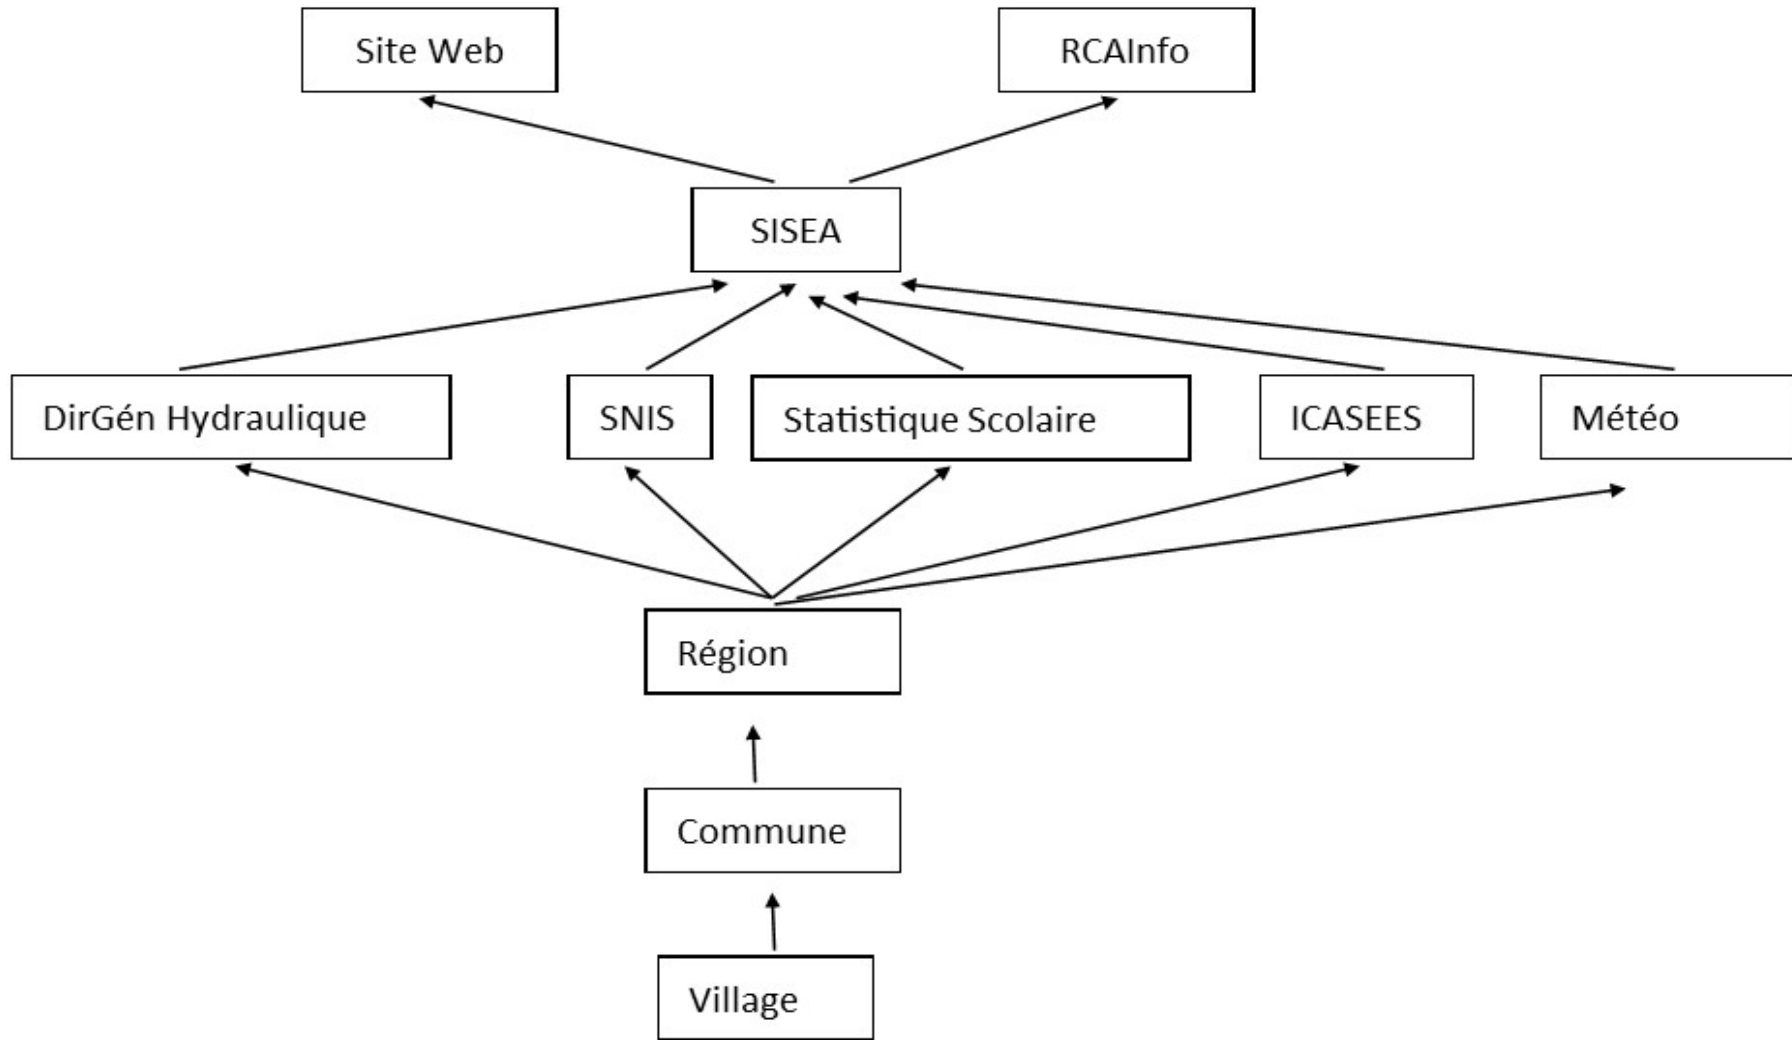 Site Web
RCAInfo
SISEA
DirGén Hydraulique
SNIS
Statistique Scolaire
ICASEES
Météo
Région
Commune
Village